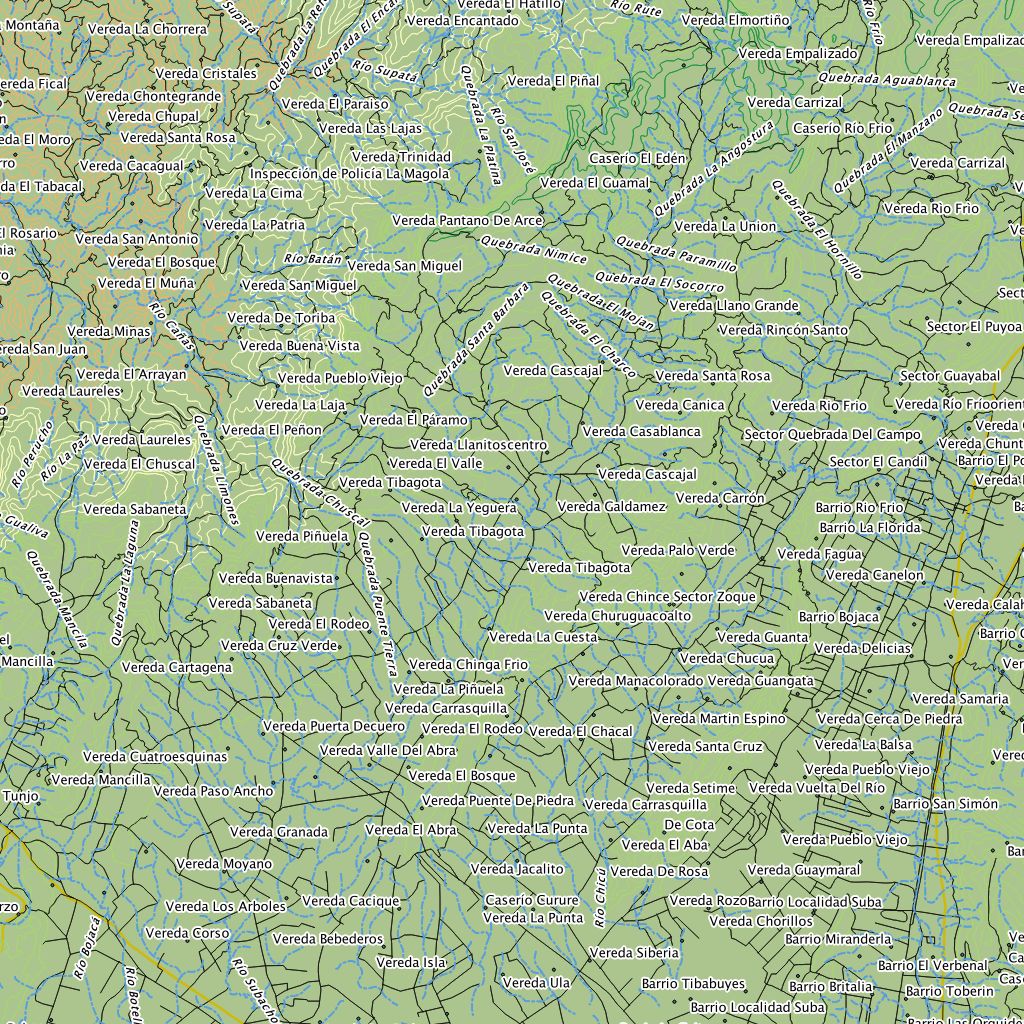 Vereda El Hatillo
Río Rute
Montaña
Vereda La Chorrera
Supatá
Quebrada El
Vereda Encantado
Vereda Elmortiño
Río Frío
Vereda Empalizado
Vereda Empalizado
Vereda Cristales
Río Supatá
Vereda El Piñal
Quebrada Aguablanca
Vereda Chontegrande
Vereda El Paraiso
Vereda Carrizal
Quebrada La Platina
Río San José
Vereda Chupal
Vereda Las Lajas
Caserío Río Frio
Quebrada El Manzano
Vereda Santa Rosa
Quebrada La Angostura
Vereda Trinidad
Caserío El Edén
Vereda Cacagual
Vereda Carrizal
Inspección de Policía La Magola
Vereda El Guamal
Vereda La Cima
Vereda Rio Frio
Vereda La Patria
Vereda Pantano De Arce
Vereda La Union
Quebrada El Hornillo
El Rosario
Vereda San Antonio
Quebrada Nimice
Quebrada Paramillo
Vereda El Bosque
Río Batán
Vereda San Miguel
Vereda El Muña
Vereda San Miguel
Quebrada El Socorro
Quebrada El Mojan
Vereda Llano Grande
Río Cañas
Vereda De Toriba
Quebrada Santa Barbara
Quebrada El Charco
Vereda Rincón Santo
Vereda Minas
Sector El Puyoa
Vereda Buena Vista
Vereda El Arrayan
Vereda Pueblo Viejo
Vereda Cascajal
Vereda Santa Rosa
Sector Guayabal
Vereda Laureles
Vereda La Laja
Vereda Canica
Vereda Rio Frio
Vereda Río Fríoorient
Vereda El Peñon
Vereda El Páramo
Vereda Casablanca
Sector Quebrada Del Campo
Río Perucho
Río La Paz
Vereda Laureles
Quebrada Limones
Vereda Llanitoscentro
Vereda El Chuscal
Quebrada Chuscal
Vereda El Valle
Vereda Cascajal
Sector El Candil
Vereda Tibagota
Vereda Carrón
Vereda Sabaneta
Vereda La Yeguera
Vereda Galdamez
Barrio Río Frio
Vereda Piñuela
Vereda Tibagota
Barrio La Florida
Quebrada Mancilla
Quebrada La Laguna
Quebrada Puente Tierra
Vereda Palo Verde
Vereda Fagua
Vereda Buenavista
Vereda Tibagota
Vereda Canelon
Vereda Sabaneta
Vereda Chince Sector Zoque
Vereda El Rodeo
Vereda Churuguacoalto
Barrio Bojaca
Vereda Cruz Verde
Vereda La Cuesta
Vereda Guanta
Vereda Delicias
Mancilla
Vereda Cartagena
Vereda Chinga Frio
Vereda Chucua
Vereda La Piñuela
Vereda Manacolorado
Vereda Guangata
Vereda Samaria
Vereda Carrasquilla
Vereda Martin Espino
Vereda Cerca De Piedra
Vereda Puerta Decuero
Vereda El Rodeo
Vereda El Chacal
Vereda Cuatroesquinas
Vereda Valle Del Abra
Vereda Santa Cruz
Vereda La Balsa
Vereda Mancilla
Vereda El Bosque
Vereda Pueblo Viejo
Tunjo
Vereda Paso Ancho
Vereda Setime
Vereda Vuelta Del Río
Vereda Puente De Piedra
Vereda Carrasquilla
Barrio San Simón
Vereda Granada
Vereda El Abra
Vereda La Punta
De Cota
Vereda El Aba
Vereda Pueblo Viejo
Vereda Moyano
Vereda Jacalito
Vereda De Rosa
Vereda Guaymaral
Vereda Los Arboles
Vereda Cacique
Caserío Curure
Río Chicú
Vereda Rozo
Barrio Localidad Suba
Vereda La Punta
Vereda Chorillos
Río Bojacá
Vereda Gorso
Vereda Bebederos
Barrio Miranderla
Vereda Isla
Vereda Siberia
Barrio El Verbenal
Río Subacho
Vereda Ula
Barrio Tibabuyes
Barrio Britalia
Barrio Toberin
Barrio Localidad Suba